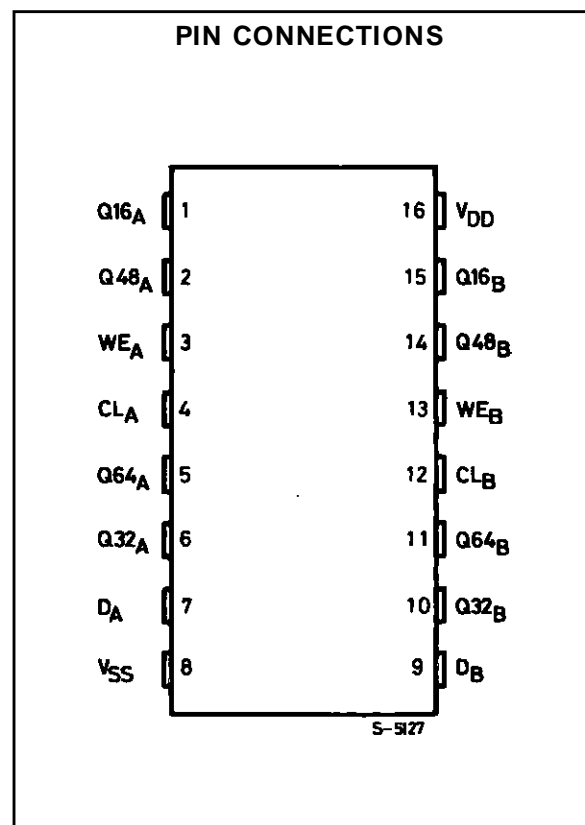 PIN CONNECTIONS
Q16A 1 16 VDD
Q48A 2 15 Q16B
WEA 3 14 Q48B
CLA 4 13 WEB
Q64A 5 12 CLB
Q32A 6 11 Q64B
DA 7 10 Q32B
VSS 8 9 DB
S-5127